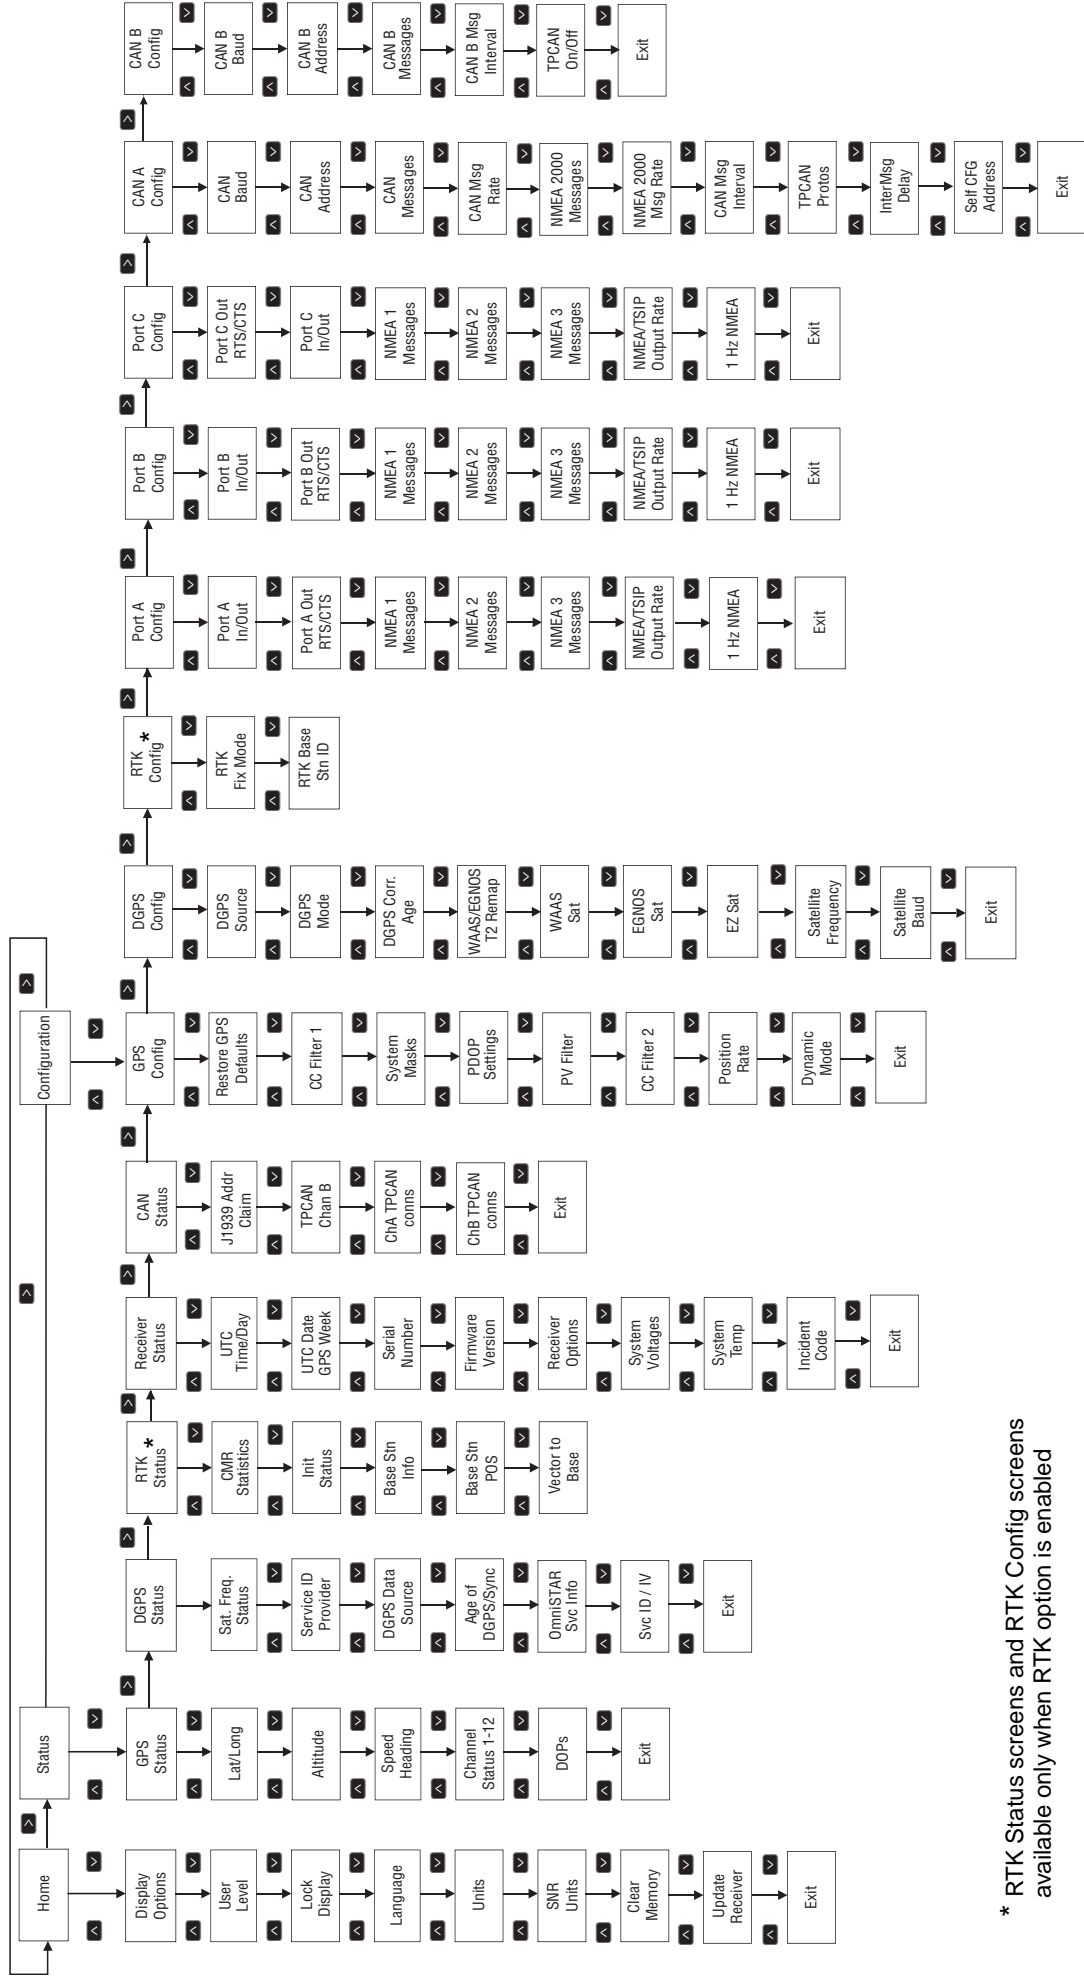 Home
Display
Options
User
Level
Lock
Display
Language
Units
SNR
Units
Clear
Memory
Update
Receiver
Exit
Status
GPS
Status
Lat/Long
Altitude
Speed
Heading
Channel
Status 1-12
DOPs
Exit
DGPS
Status
Sat. Freq.
Status
Service ID
Provider
DGPS Data
Source
Age of
DGPS/Sync
OmniSTAR
Svc Info
Svc ID / IV
Exit
RTK *
Status
CMR
Statistics
Init
Status
Base Stn
Info
Base Stn
POS
Vector to
Base
Receiver
Status
UTC
Time/Day
UTC Date
GPS Week
Serial
Number
Firmware
Version
Receiver
Options
System
Voltages
System
Temp
Incident
Code
Exit
CAN
Status
J1939 Addr
Claim
TPCAN
Chan B
ChA TPCAN
conns
ChB TPCAN
conns
Exit
Configuration
GPS
Config
Restore GPS
Defaults
CC Filter 1
System
Masks
PDOP
Settings
PV Filter
CC Filter 2
Position
Rate
Dynamic
Mode
Exit
DGPS
Config
DGPS
Source
DGPS
Mode
DGPS Corr.
Age
WAAS/EGNOS
T2 Remap
WAAS
Sat
EGNOS
Sat
EZ Sat
Satellite
Frequency
Satellite
Baud
Exit
RTK *
Config
RTK
Fix Mode
RTK Base
Stn ID
Port A
Config
Port A
In/Out
Port A Out
RTS/CTS
NMEA 1
Messages
NMEA 2
Messages
NMEA 3
Messages
NMEA/TSIP
Output Rate
1 Hz NMEA
Exit
Port B
Config
Port B
In/Out
Port B Out
RTS/CTS
NMEA 1
Messages
NMEA 2
Messages
NMEA 3
Messages
NMEA/TSIP
Output Rate
1 Hz NMEA
Exit
Port C
Config
Port C Out
RTS/CTS
Port C
In/Out
NMEA 1
Messages
NMEA 2
Messages
NMEA 3
Messages
NMEA/TSIP
Output Rate
1 Hz NMEA
Exit
CAN A
Config
CAN
Baud
CAN
Address
CAN
Messages
CAN Msg
Rate
NMEA 2000
Messages
NMEA 2000
Msg Rate
CAN Msg
Interval
TPCAN
Protos
InterMsg
Delay
Self CFG
Address
Exit
CAN B
Config
CAN B
Baud
CAN B
Address
CAN B
Messages
CAN B Msg
Interval
TPCAN
On/Off
Exit
* RTK Status screens and RTK Config screens
available only when RTK option is enabled